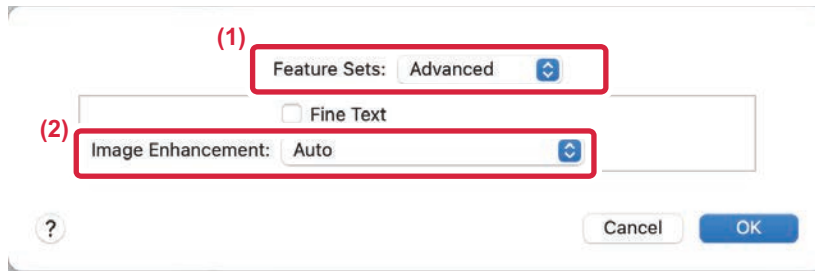 (1)
Feature Sets: Advanced
Fine Text
(2)
Image Enhancement: Auto
?
Cancel OK